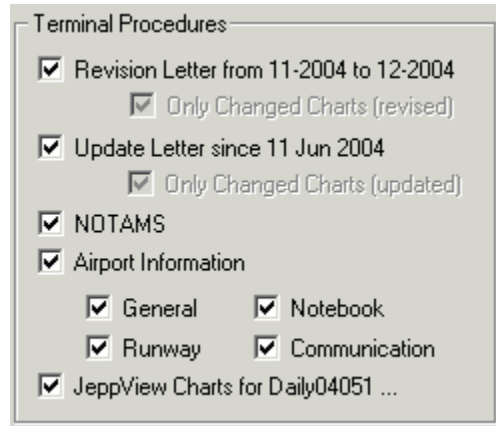 Terminal Procedures
Revision Letter from 11-2004 to 12-2004
Only Changed Charts (revised)
Update Letter since 11 Jun 2004
Only Changed Charts (updated)
NOTAMS
Airport Information
General Notebook
Runway Communication
JeppView Charts for Daily04051 ...